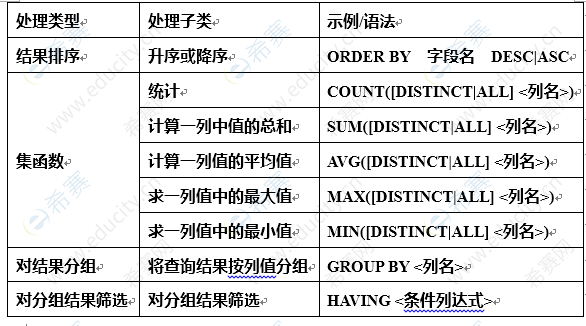 处理类型 处理子类 示例/语法
结果排序 升序或降序 ORDER BY 字段名 DESC|ASC
集函数 统计 COUNT([DISTINCT|ALL] <列名>)
计算一列中值的总和 SUM([DISTINCT|ALL] <列名>)
计算一列值的平均值 AVG([DISTINCT|ALL] <列名>)
求一列值中的最大值 MAX([DISTINCT|ALL] <列名>)
求一列值中的最小值 MIN([DISTINCT|ALL] <列名>)
对结果分组 将查询结果按列值分组 GROUP BY <列名>
对分组结果筛选 对分组结果筛选 HAVING <条件列达式>